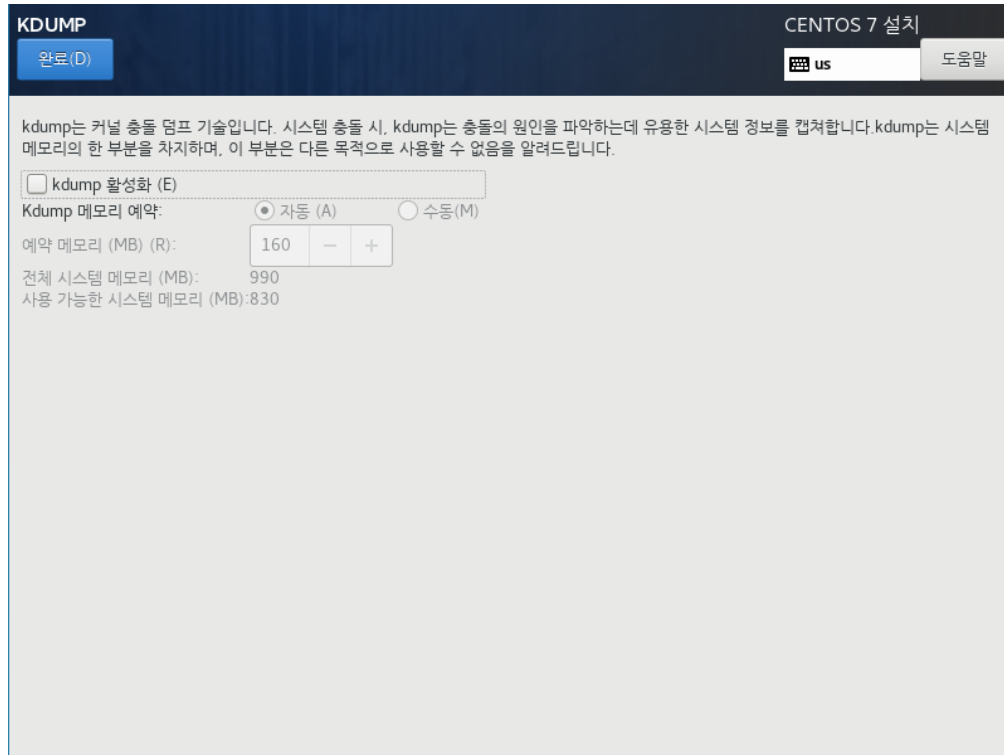 KDUMP
CENTOS 7 설치
완료(D)
us
도움말
kdump는 커널 충돌 덤프 기술입니다. 시스템 충돌 시, kdump는 충돌의 원인을 파악하는데 유용한 시스템 정보를 캡쳐합니다.kdump는 시스템
메모리의 한 부분을 차지하며, 이 부분은 다른 목적으로 사용할 수 없음을 알려드립니다.
kdump 활성화 (E)
Kdump 메모리 예약: 자동 (A) 수동(M)
예약 메모리 (MB) (R): 160 − +
전체 시스템 메모리 (MB): 990
사용 가능한 시스템 메모리 (MB):830